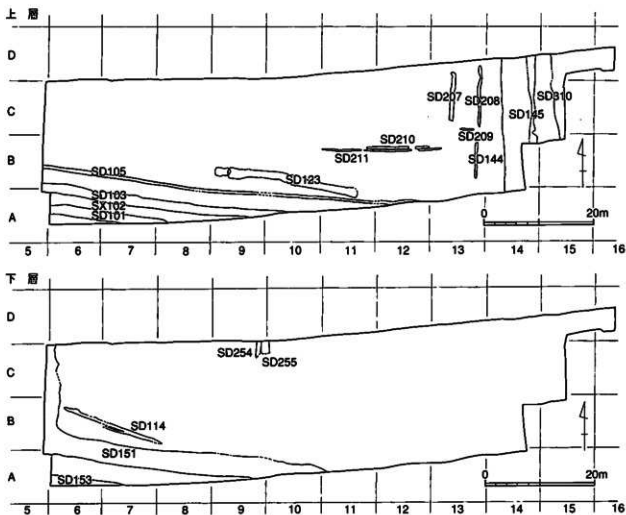 上層
D
C
B
A
SD207
SD208
SD145
SD310
SD209
SD210
SD211
SD144
SD105
SD123
SD103
SX102
SD101
0 20m
5 6 7 8 9 10 11 12 13 14 15 16
下層
D
C
B
A
SD254
SD255
SD114
SD151
SD153
0 20m
5 6 7 8 9 10 11 12 13 14 15 16